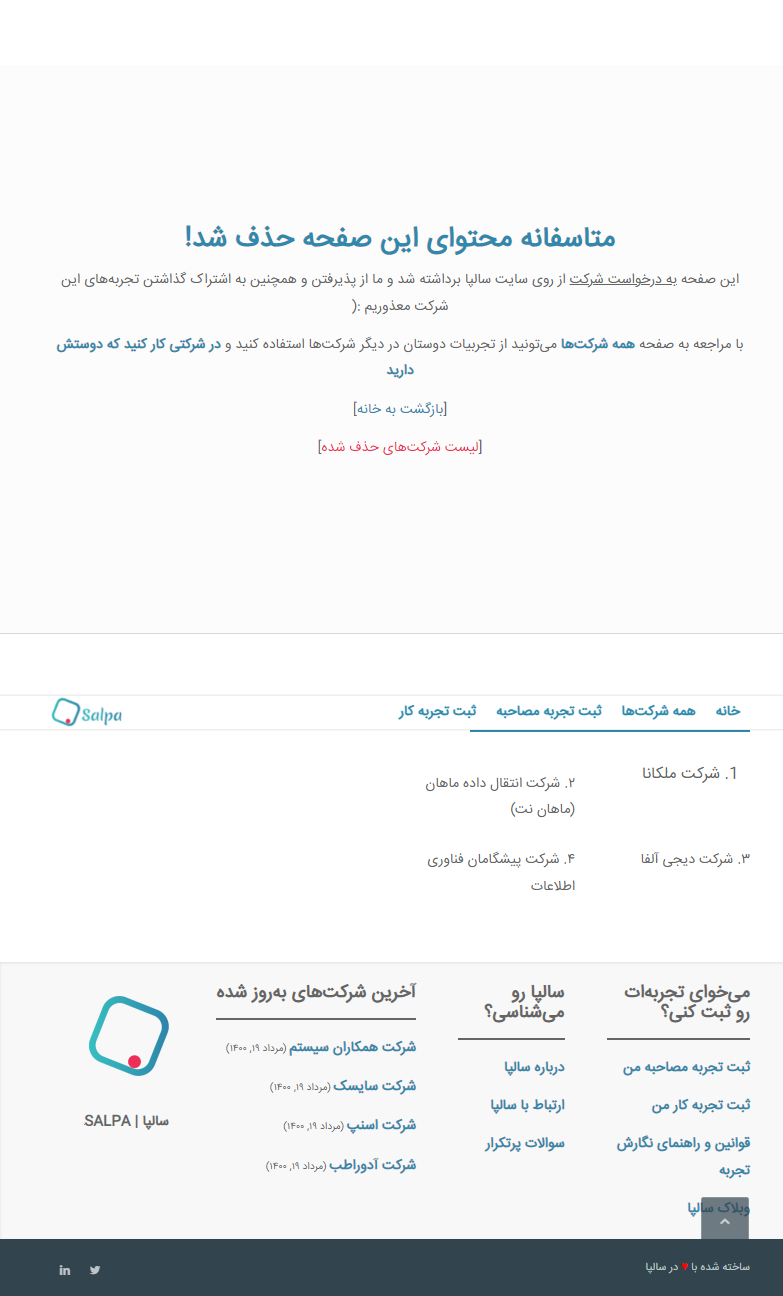 متاسفانه محتوای این صفحه حذف شد!
این صفحه به درخواست شرکت از روی سایت سالپا برداشته شد و ما از پذیرفتن و همچنین به اشتراک گذاشتن تجربه‌های این
شرکت معذوریم :(
با مراجعه به صفحه همه شرکت‌ها می‌تونید از تجربیات دوستان در دیگر شرکت‌ها استفاده کنید و در شرکتی کار کنید که دوستش
دارید
[بازگشت به خانه]
[لیست شرکت‌های حذف شده]
خانه همه شرکت‌ها ثبت تجربه مصاحبه ثبت تجربه کار
Salpa
1. شرکت ملکانا
۲. شرکت انتقال داده ماهان
(ماهان نت)
۳. شرکت دیجی آلفا
۴. شرکت پیشگامان فناوری
اطلاعات
می‌خوای تجربه‌ات
رو ثبت کنی؟
ثبت تجربه مصاحبه من
ثبت تجربه کار من
قوانین و راهنمای نگارش
تجربه
وبلاگ سالپا
سالپا رو
می‌شناسی؟
درباره سالپا
ارتباط با سالپا
سوالات پرتکرار
آخرین شرکت‌های به‌روز شده
شرکت همکاران سیستم (مرداد ۱۹, ۱۴۰۰)
شرکت سایسک (مرداد ۱۹, ۱۴۰۰)
شرکت اسنپ (مرداد ۱۹, ۱۴۰۰)
شرکت آدوراطب (مرداد ۱۹, ۱۴۰۰)
سالپا | SALPA
ساخته شده با ♥ در سالپا